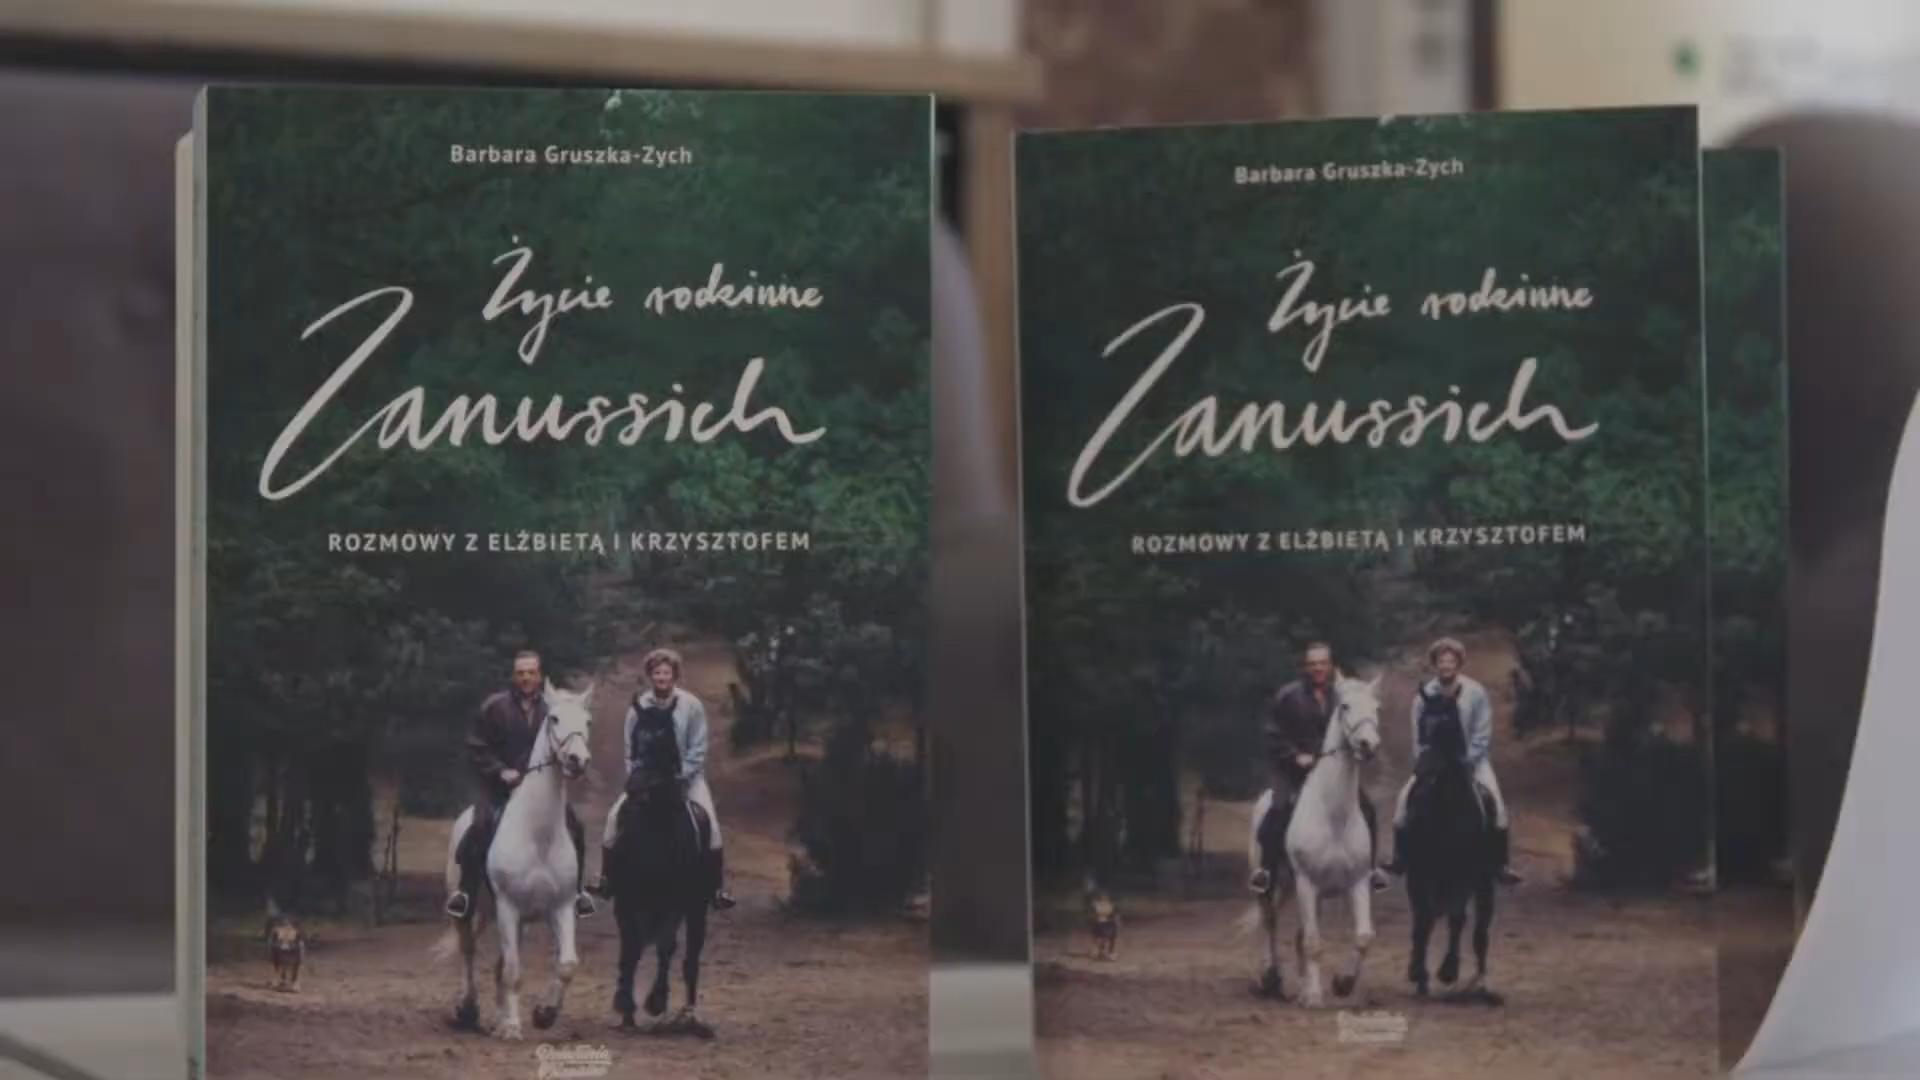 Barbara Gruszka-Zych
Życie rodzinne
Zanussich
ROZMOWY Z ELŻBIETĄ I KRZYSZTOFEM
Barbara Gruszka-Zych
Życie rodzinne
Zanussich
ROZMOWY Z ELŻBIETĄ I KRZYSZTOFEM